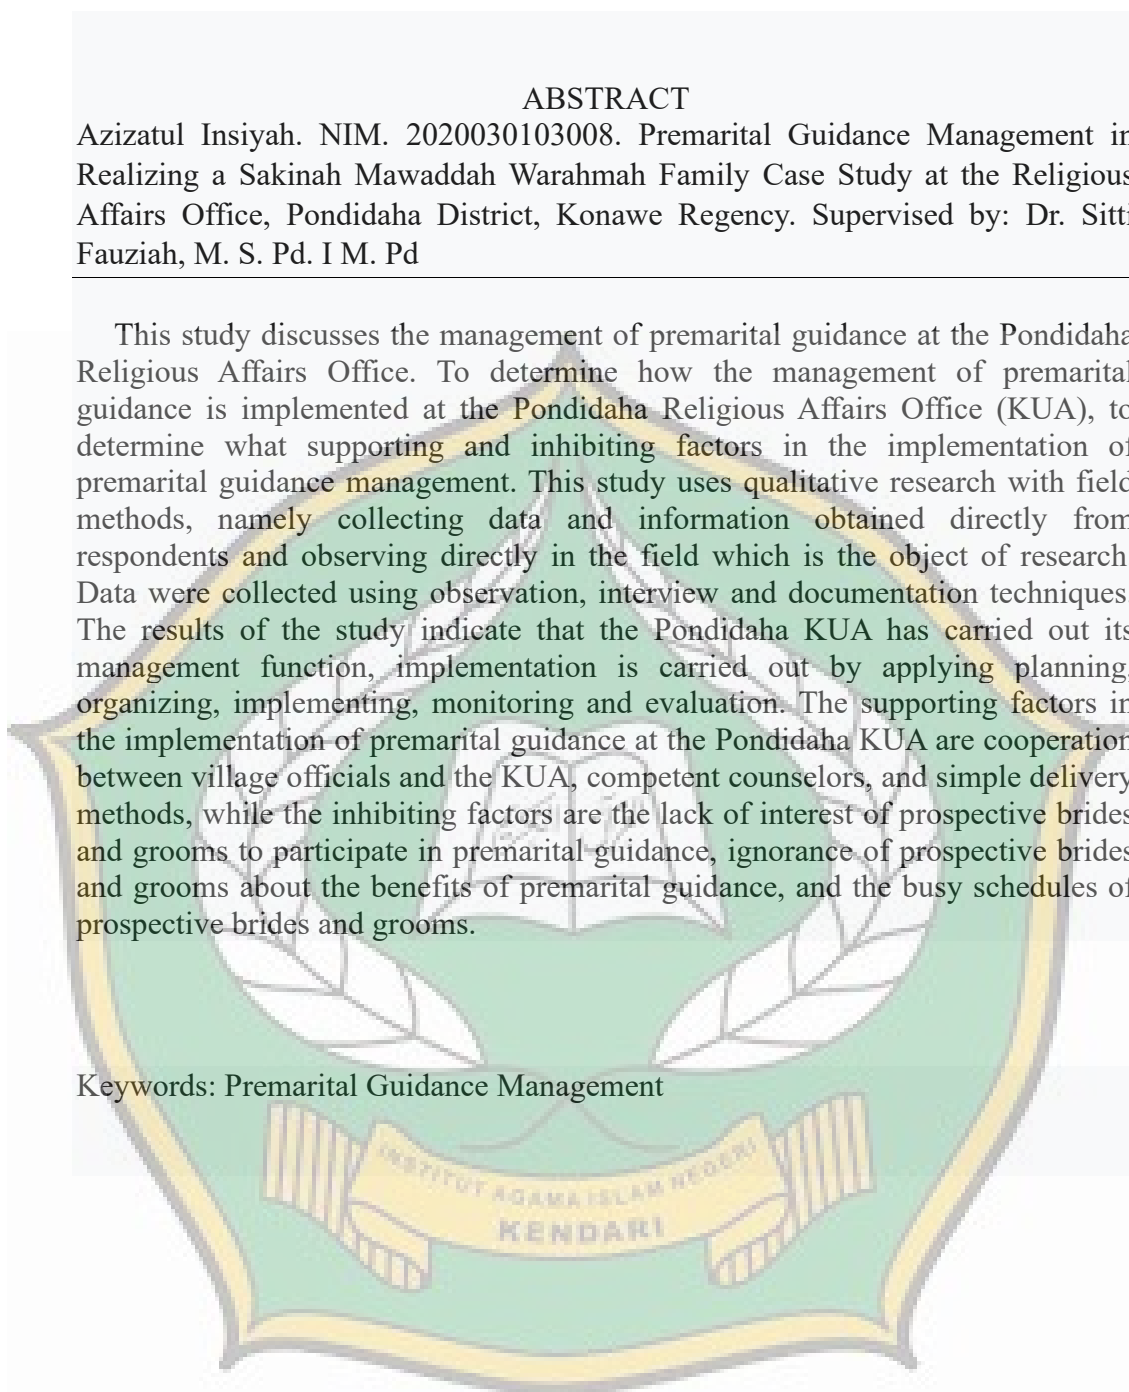 ABSTRACT
Azizatul Insiyah. NIM. 2020030103008. Premarital Guidance Management in
Realizing a Sakinah Mawaddah Warahmah Family Case Study at the Religious
Affairs Office, Pondidaha District, Konawe Regency. Supervised by: Dr. Sitti
Fauziah, M. S. Pd. I M. Pd
This study discusses the management of premarital guidance at the Pondidaha
Religious Affairs Office. To determine how the management of premarital
guidance is implemented at the Pondidaha Religious Affairs Office (KUA), to
determine what supporting and inhibiting factors in the implementation of
premarital guidance management. This study uses qualitative research with field
methods, namely collecting data and information obtained directly from
respondents and observing directly in the field which is the object of research.
Data were collected using observation, interview and documentation techniques.
The results of the study indicate that the Pondidaha KUA has carried out its
management function, implementation is carried out by applying planning,
organizing, implementing, monitoring and evaluation. The supporting factors in
the implementation of premarital guidance at the Pondidaha KUA are cooperation
between village officials and the KUA, competent counselors, and simple delivery
methods, while the inhibiting factors are the lack of interest of prospective brides
and grooms to participate in premarital guidance, ignorance of prospective brides
and grooms about the benefits of premarital guidance, and the busy schedules of
prospective brides and grooms.
Keywords: Premarital Guidance Management
INSTITUT AGAMA ISLAM NEGERI
KENDARI